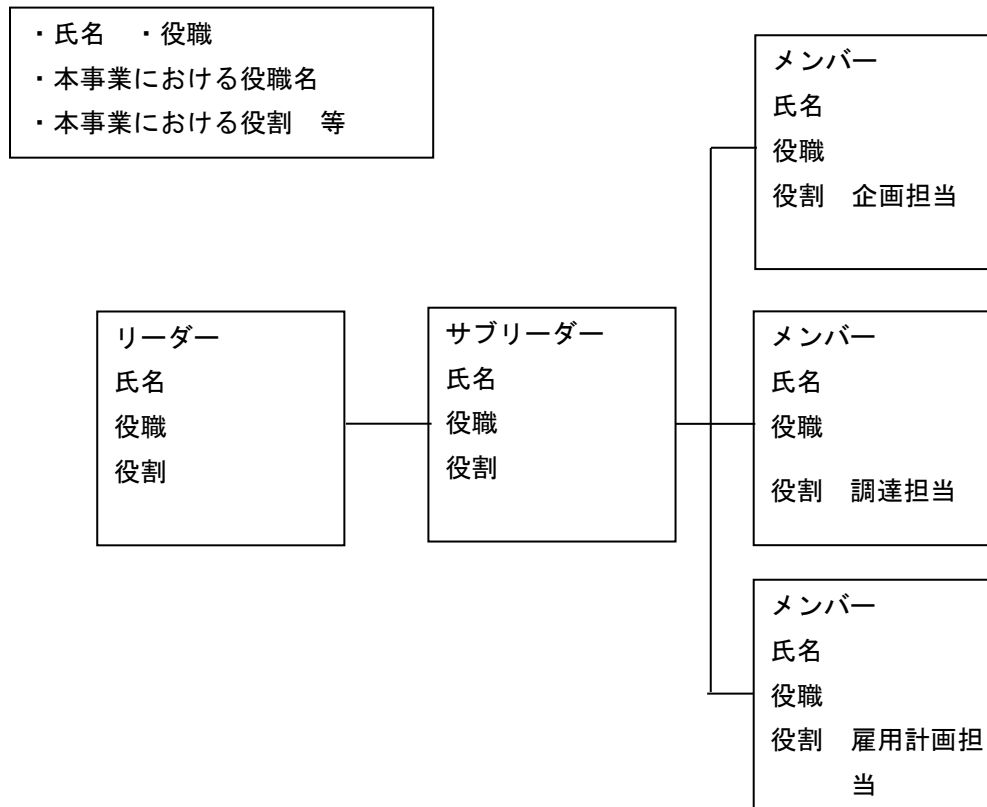 ・氏名　・役職
・本事業における役職名
・本事業における役割　等
メンバー
氏名
役職
役割　企画担当
リーダー
氏名
役職
役割
サブリーダー
氏名
役職
役割
メンバー
氏名
役職
役割　調達担当
メンバー
氏名
役職
役割　雇用計画担
当